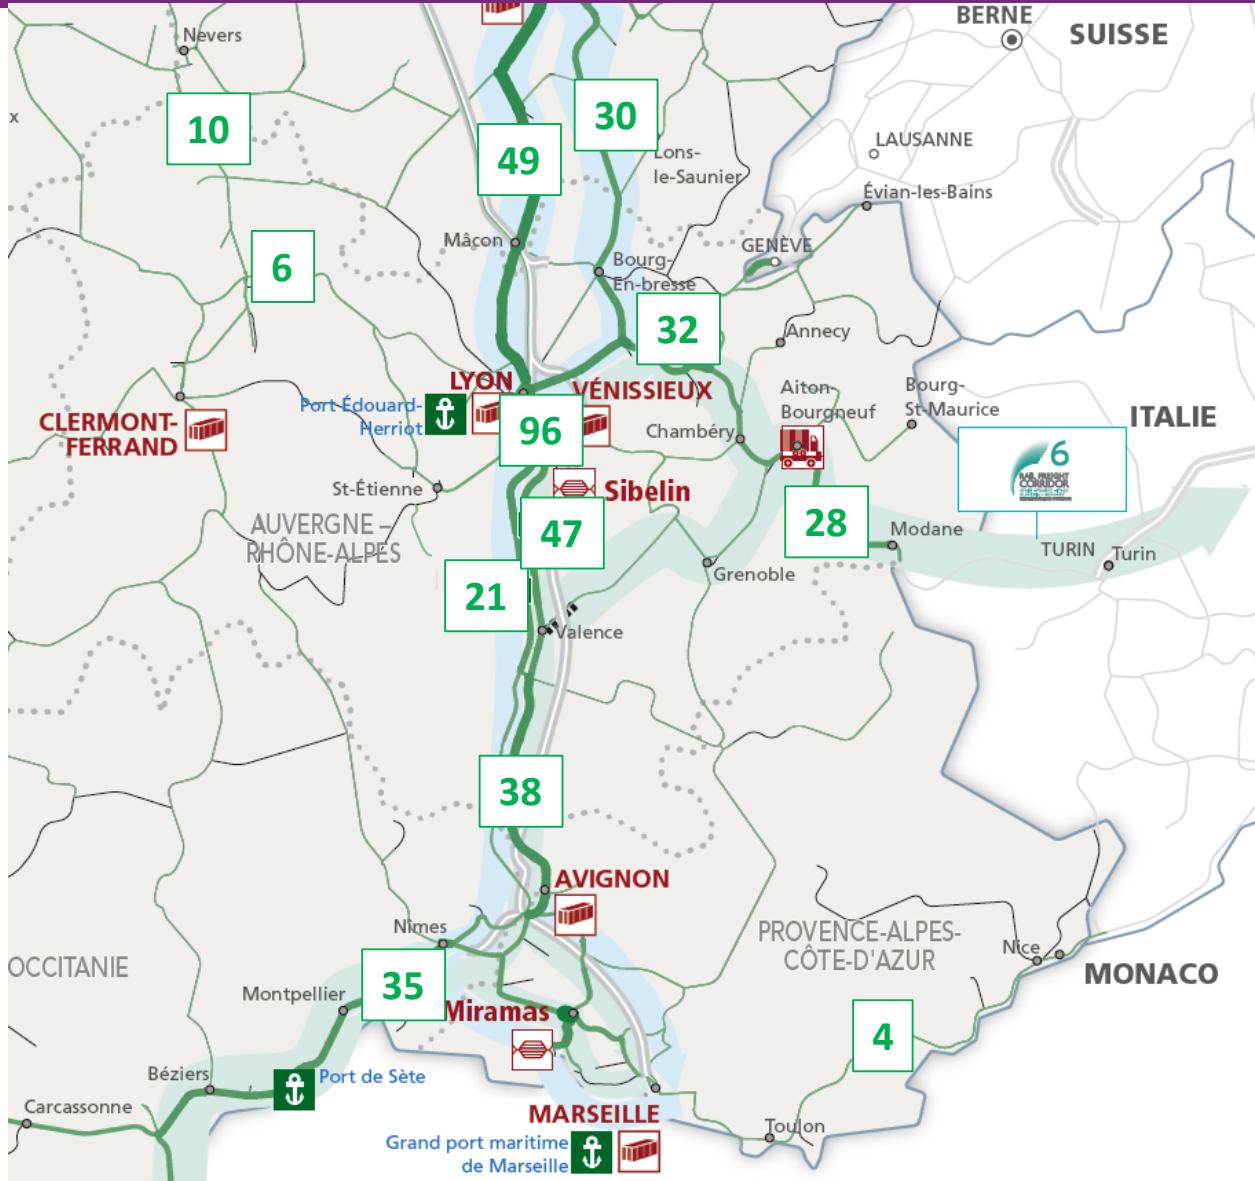 BERNE
SUISSE
Nevers
x
10
30
49
LAUSANNE
Lons-
le-Saunier
Évian-les-Bains
Mâcon
GENÈVE
6
Bourg-
En-bresse
32
Annecy
LYON
VÉNISSIEUX
Aiton-
Bourgneuf
Bourg-
St-Maurice
Port Édouard-
Herriot
ITALIE
CLERMONT-
FERRAND
96
Chambéry
6
RAIL FREIGHT
CORRIDOR
St-Étienne
Sibelin
AUVERGNE –
RHÔNE-ALPES
47
28
Modane
TURIN
Turin
Grenoble
21
Valence
38
AVIGNON
Nîmes
PROVENCE-ALPES-
CÔTE-D'AZUR
Nice
OCCITANIE
MONACO
35
Montpellier
Miramas
4
Béziers
Port de Sète
Carcassonne
MARSEILLE
Toulon
Grand port maritime
de Marseille